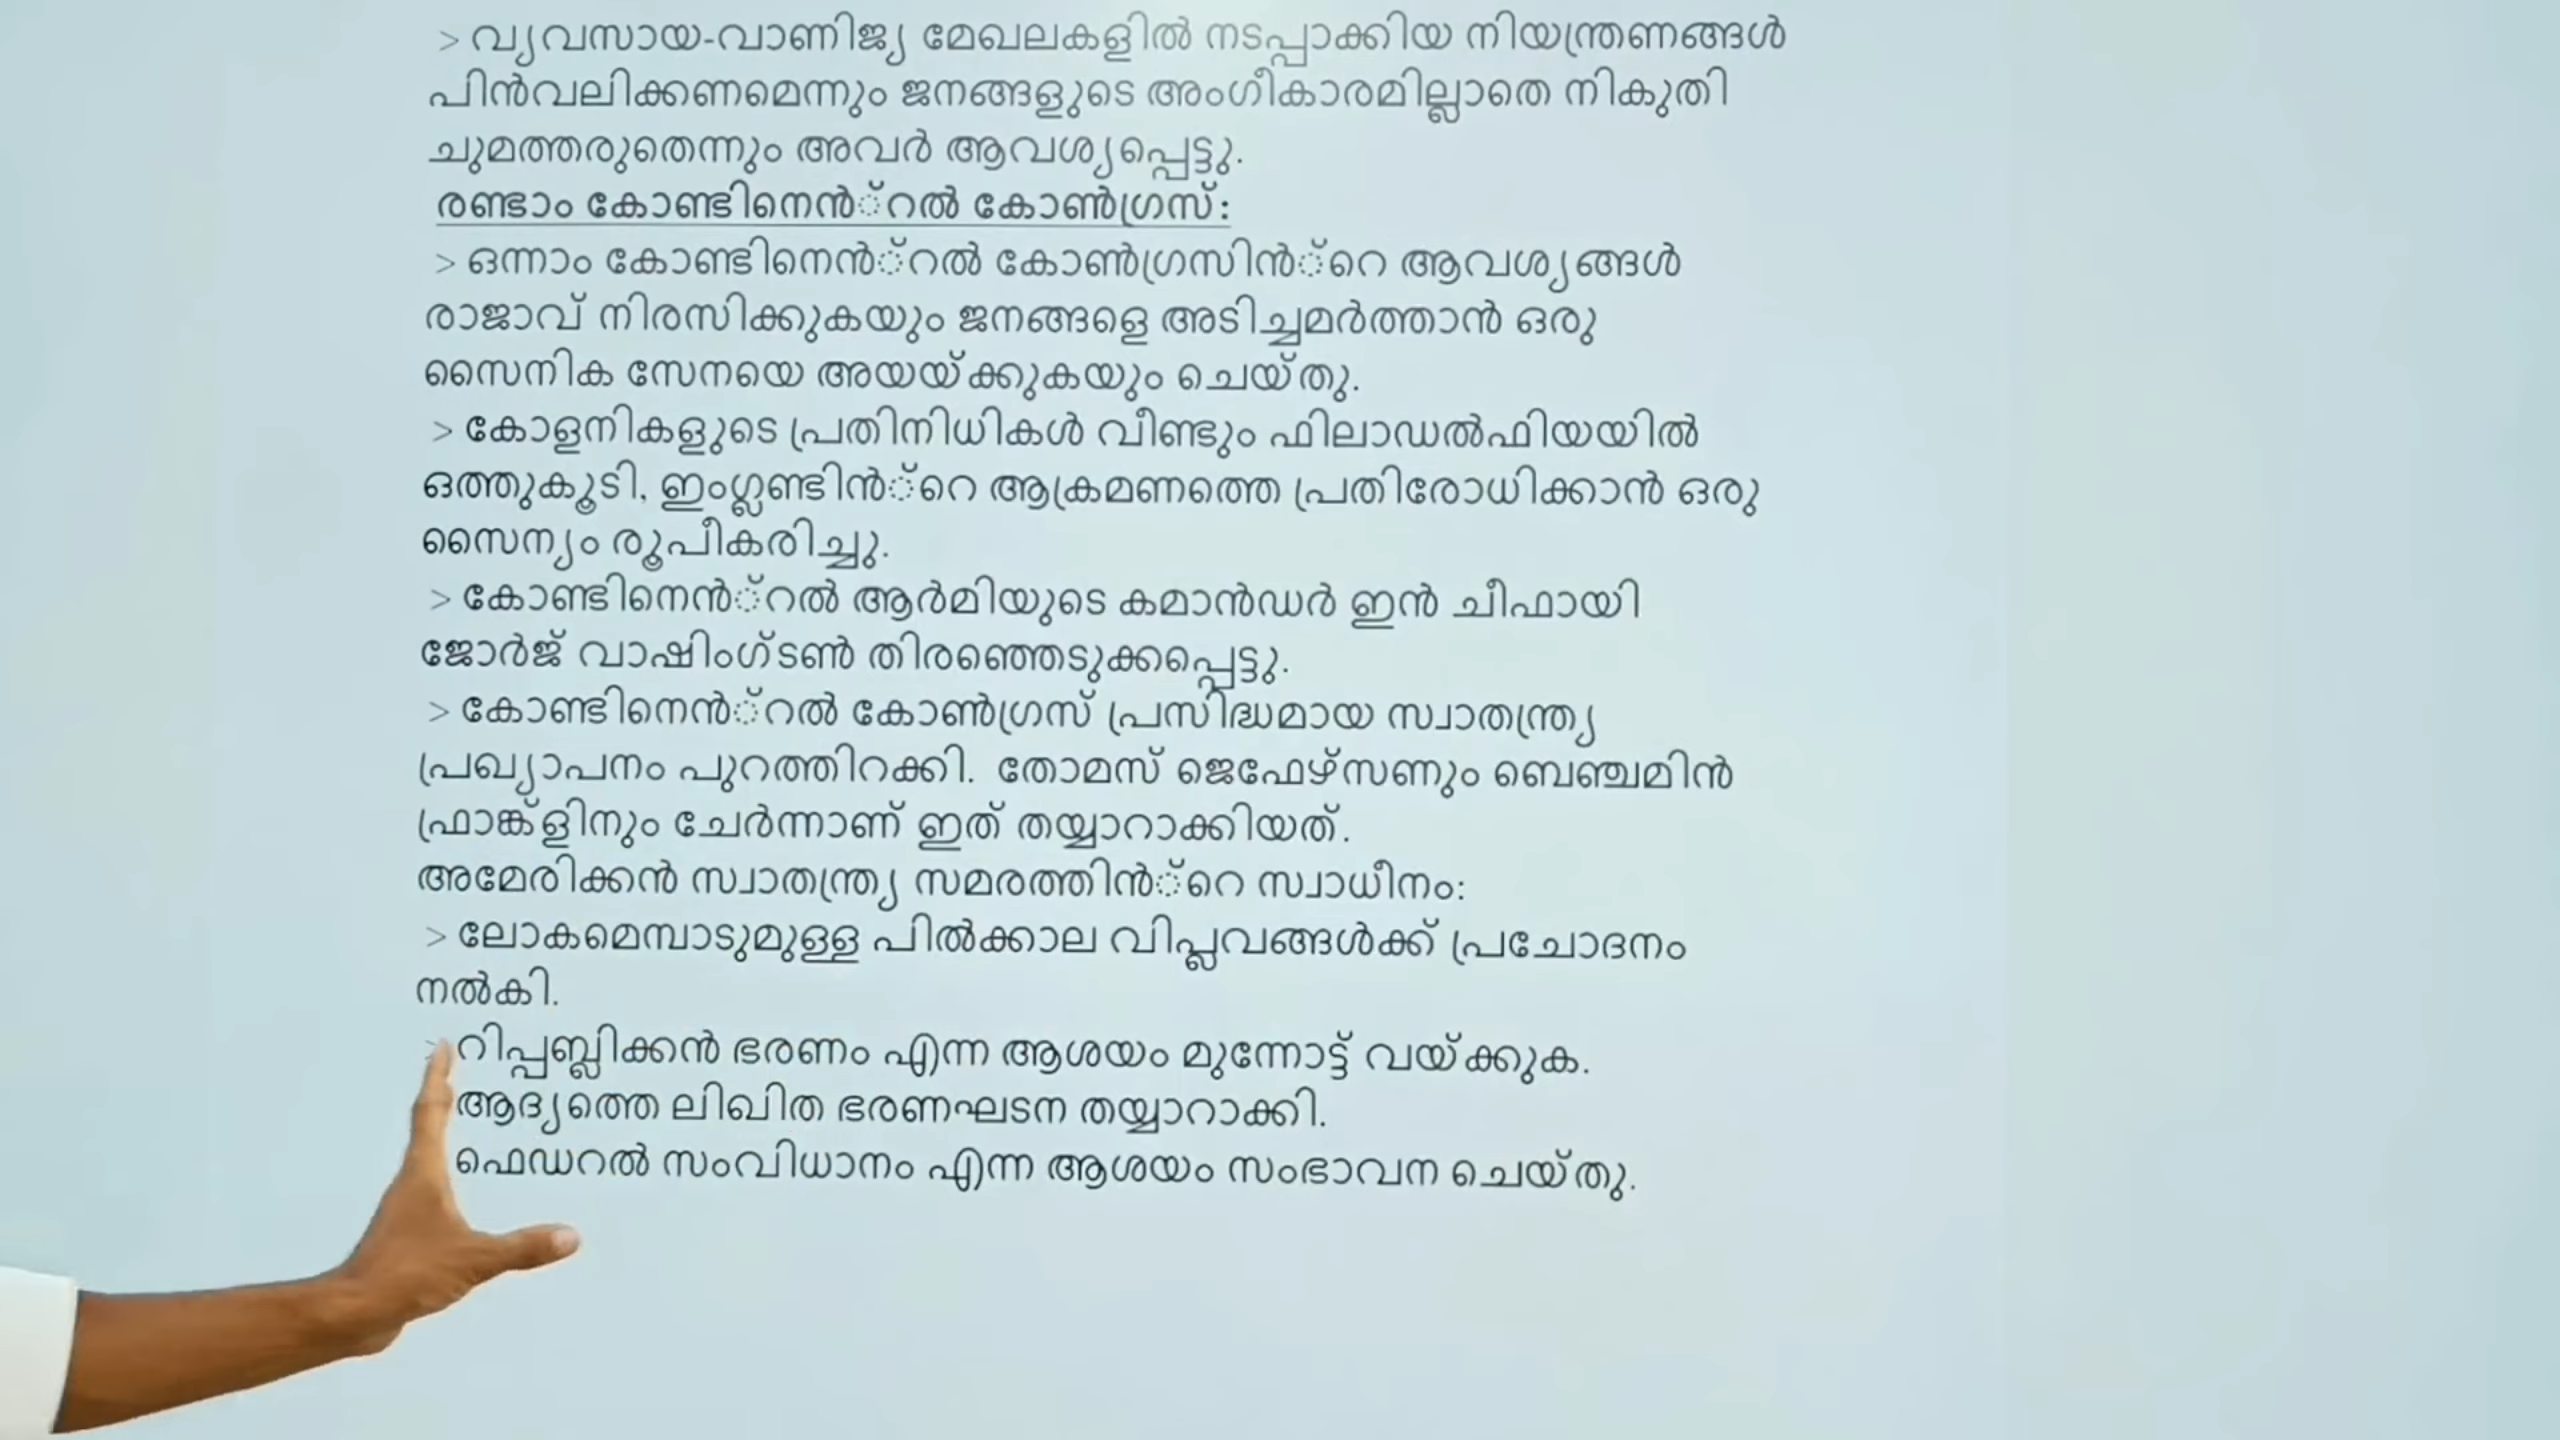 > വ്യവസായ-വാണിജ്യ മേഖലകളിൽ നടപ്പാക്കിയ നിയന്ത്രണങ്ങൾ
പിൻവലിക്കണമെന്നും ജനങ്ങളുടെ അംഗീകാരമില്ലാതെ നികുതി
ചുമത്തരുതെന്നും അവർ ആവശ്യപ്പെട്ടു.
രണ്ടാം കോണ്ടിനെൻ്റൽ കോൺഗ്രസ്:
> ഒന്നാം കോണ്ടിനെൻ്റൽ കോൺഗ്രസിൻ്റെ ആവശ്യങ്ങൾ
രാജാവ് നിരസിക്കുകയും ജനങ്ങളെ അടിച്ചമർത്താൻ ഒരു
സൈനിക സേനയെ അയയ്ക്കുകയും ചെയ്തു.
> കോളനികളുടെ പ്രതിനിധികൾ വീണ്ടും ഫിലാഡൽഫിയയിൽ
ഒത്തുകൂടി, ഇംഗ്ലണ്ടിൻ്റെ ആക്രമണത്തെ പ്രതിരോധിക്കാൻ ഒരു
സൈന്യം രൂപീകരിച്ചു.
> കോണ്ടിനെൻ്റൽ ആർമിയുടെ കമാൻഡർ ഇൻ ചീഫായി
ജോർജ് വാഷിംഗ്ടൺ തിരഞ്ഞെടുക്കപ്പെട്ടു.
> കോണ്ടിനെൻ്റൽ കോൺഗ്രസ് പ്രസിദ്ധമായ സ്വാതന്ത്ര്യ
പ്രഖ്യാപനം പുറത്തിറക്കി. തോമസ് ജെഫേഴ്സണും ബെഞ്ചമിൻ
ഫ്രാങ്ക്ളിനും ചേർന്നാണ് ഇത് തയ്യാറാക്കിയത്.
അമേരിക്കൻ സ്വാതന്ത്ര്യ സമരത്തിൻ്റെ സ്വാധീനം:
> ലോകമെമ്പാടുമുള്ള പിൽക്കാല വിപ്ലവങ്ങൾക്ക് പ്രചോദനം
നൽകി.
> റിപ്പബ്ലിക്കൻ ഭരണം എന്ന ആശയം മുന്നോട്ട് വയ്ക്കുക.
ആദ്യത്തെ ലിഖിത ഭരണഘടന തയ്യാറാക്കി.
ഫെഡറൽ സംവിധാനം എന്ന ആശയം സംഭാവന ചെയ്തു.